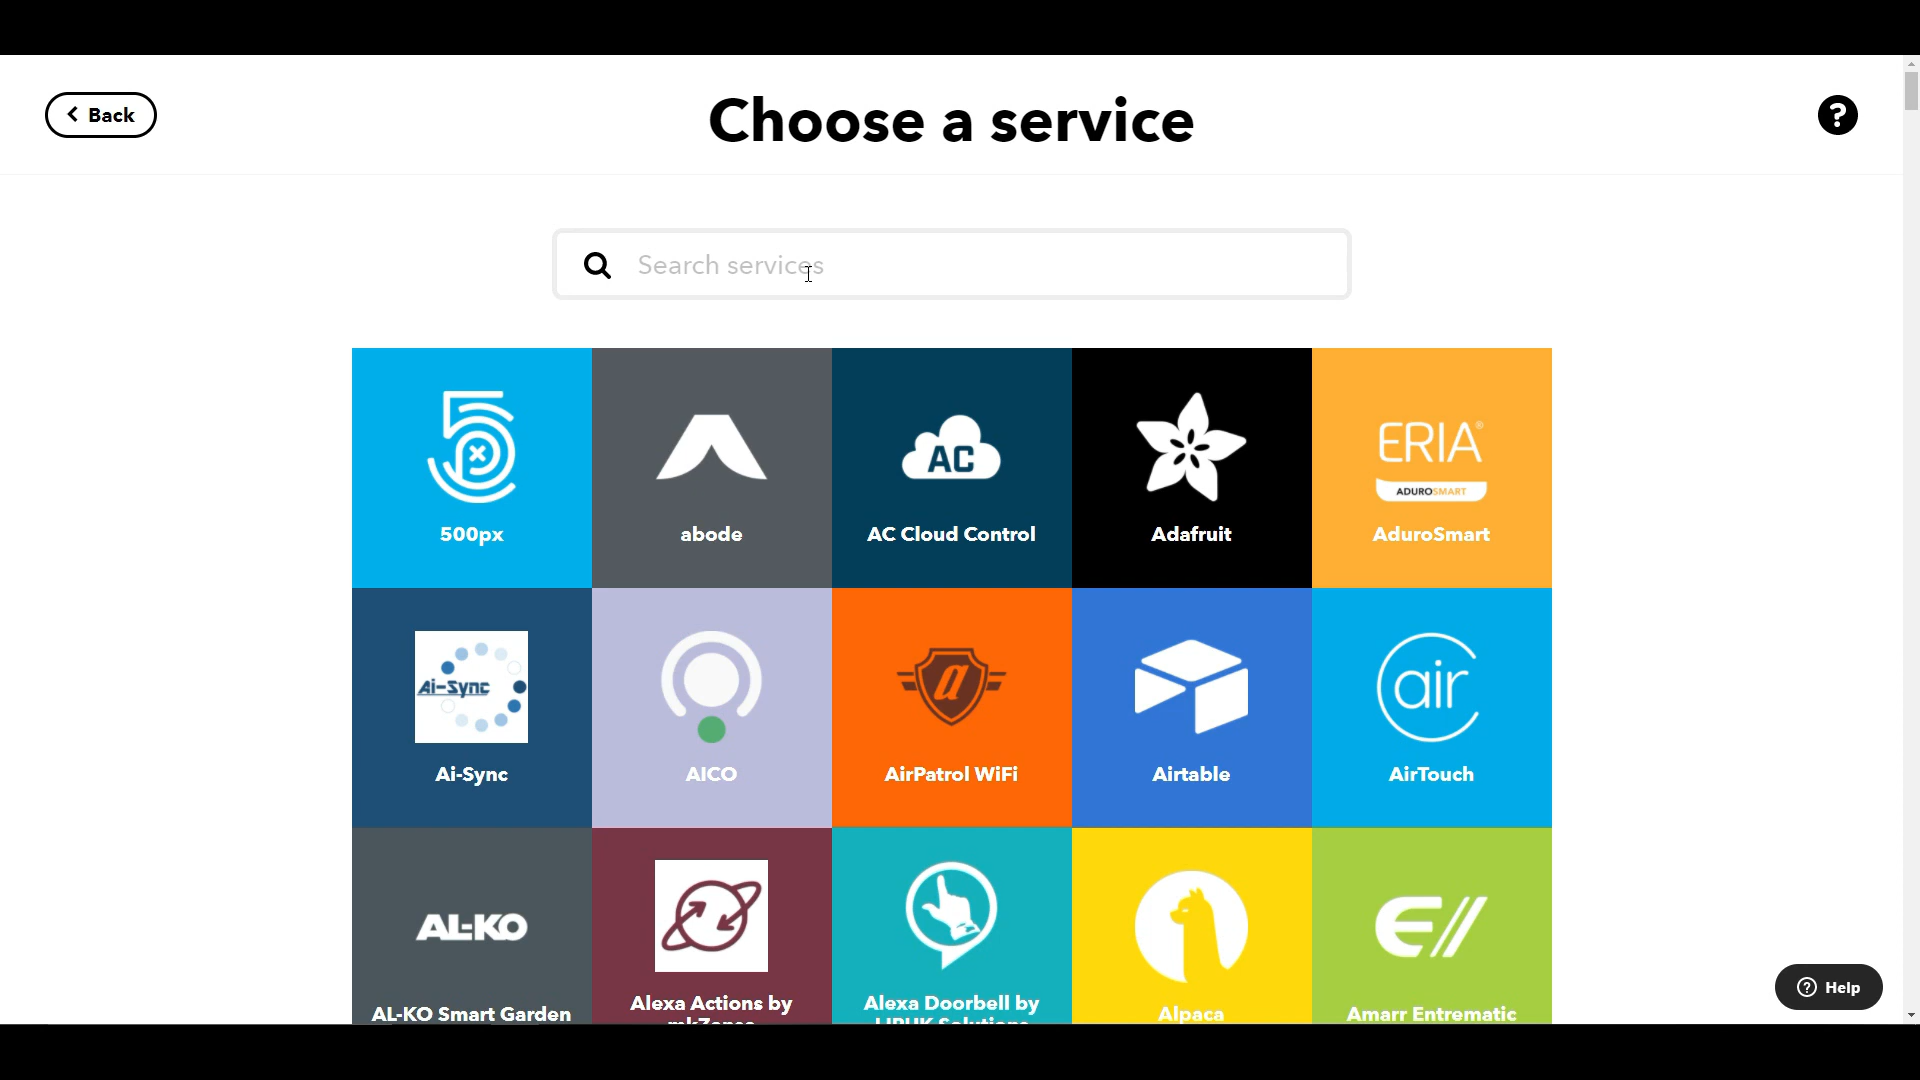 Back
Choose a service
?
Search services
AC
ERIA®
ADUROSMART
500px
abode
AC Cloud Control
Adafruit
AduroSmart
Ai-Sync
a
air
Ai-Sync
AICO
AirPatrol WiFi
Airtable
AirTouch
AL-KO
E//
AL-KO Smart Garden
Alexa Actions by
Alexa Doorbell by
Alpaca
Amarr Entrematic
? Help